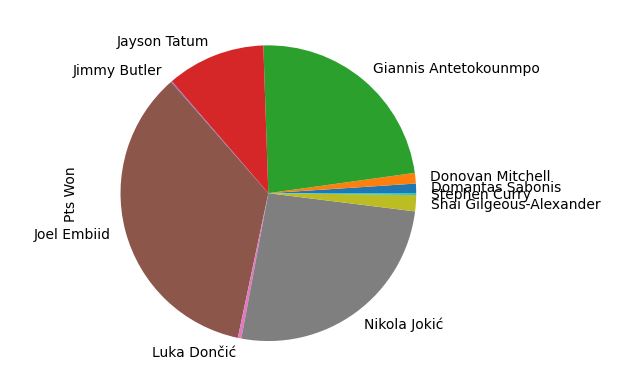 Jayson Tatum
Giannis Antetokounmpo
Jimmy Butler
Donovan Mitchell
Domantas Sabonis
Stephen Curry
Shai Gilgeous-Alexander
Pts Won
Joel Embiid
Nikola Jokić
Luka Dončić